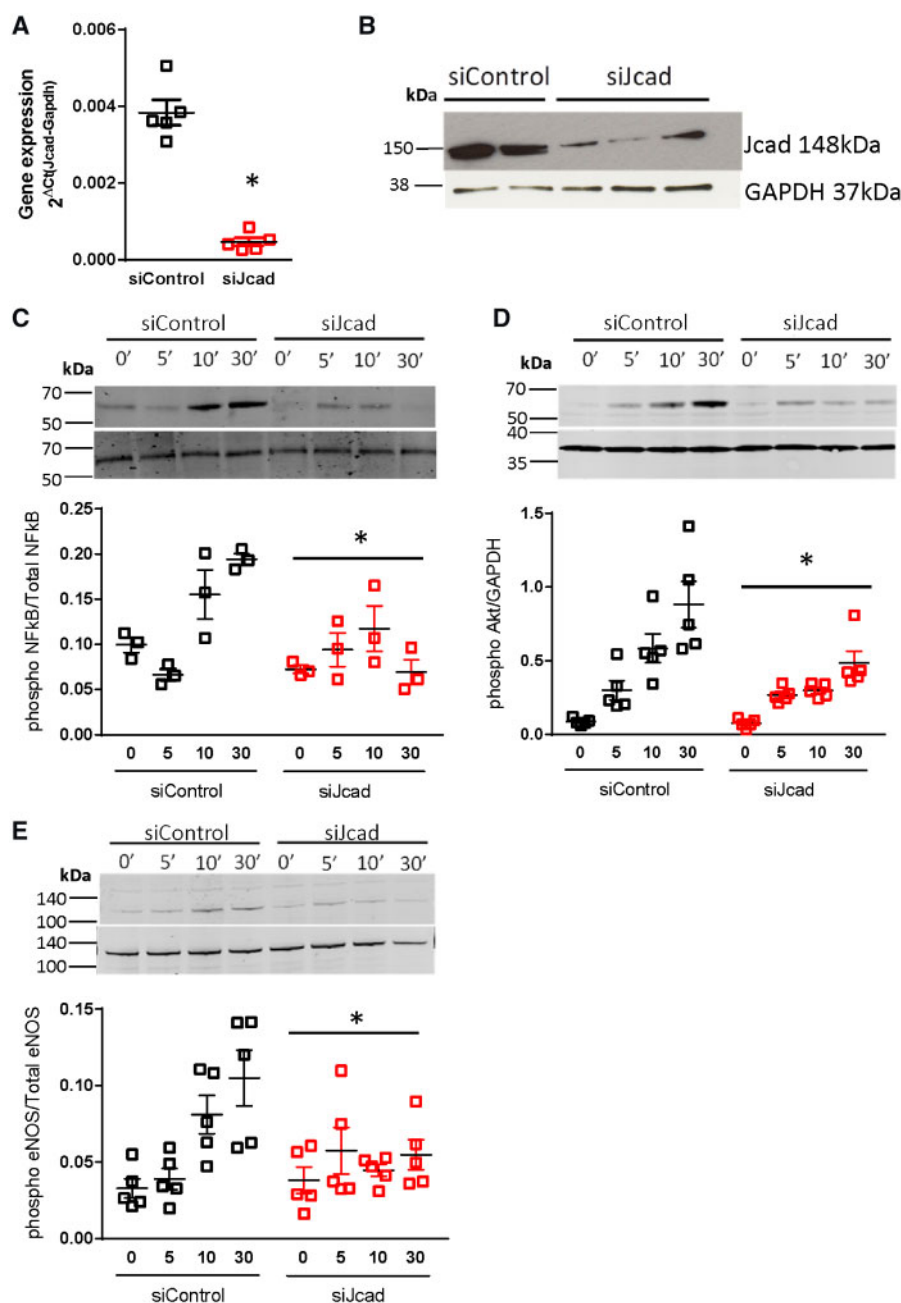 A
Gene expression
2^ΔCt(Jcad-Gapdh)
0.006
0.004
0.002
0.000
*
siControl siJcad
B
siControl siJcad
kDa
150
38
Jcad 148kDa
GAPDH 37kDa
C
siControl siJcad
0' 5' 10' 30' 0' 5' 10' 30'
kDa
70
50
70
50
phospho NFkB/Total NFkB
0.25
0.20
0.15
0.10
0.05
0.00
*
0 5 10 30 0 5 10 30
siControl siJcad
D
siControl siJcad
0' 5' 10' 30' 0' 5' 10' 30'
kDa
70
50
40
35
phospho Akt/GAPDH
1.5
1.0
0.5
0.0
*
0 5 10 30 0 5 10 30
siControl siJcad
E
siControl siJcad
0' 5' 10' 30' 0' 5' 10' 30'
kDa
140
100
140
100
phospho eNOS/Total eNOS
0.15
0.10
0.05
0.00
*
0 5 10 30 0 5 10 30
siControl siJcad